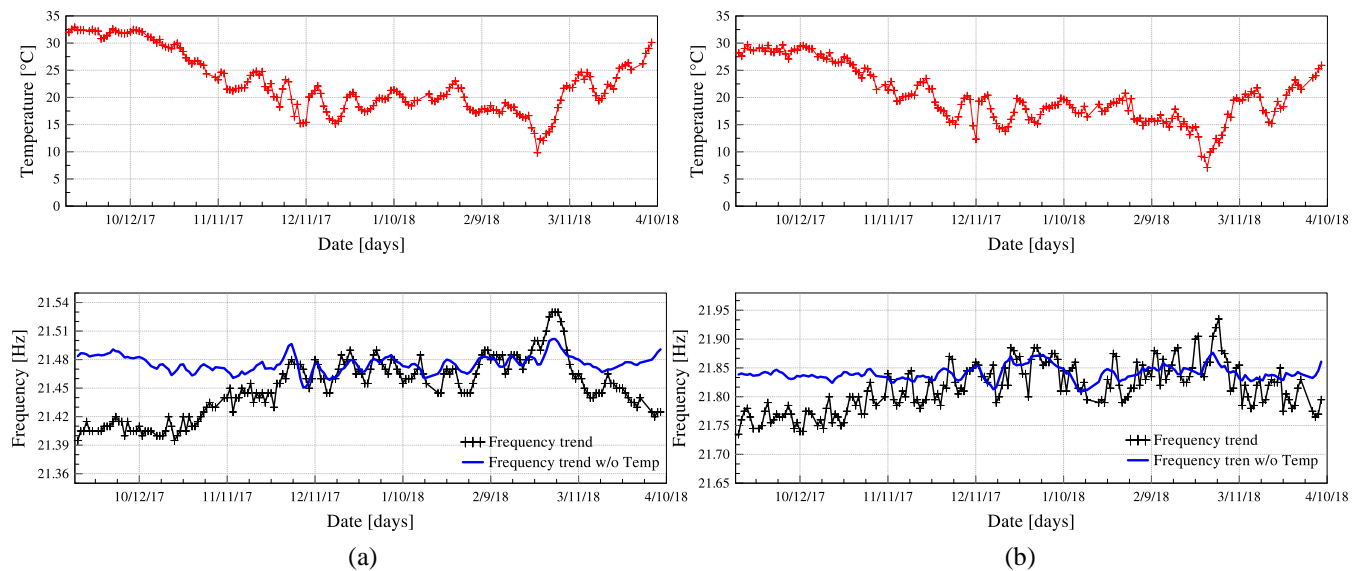 35
30
25
20
15
10
5
0
Temperature [°C]
10/12/17 11/11/17 12/11/17 1/10/18 2/9/18 3/11/18 4/10/18
Date [days]
35
30
25
20
15
10
5
0
Temperature [°C]
10/12/17 11/11/17 12/11/17 1/10/18 2/9/18 3/11/18 4/10/18
Date [days]
21.54
21.51
21.48
21.45
21.42
21.39
21.36
Frequency [Hz]
Frequency trend
Frequency trend w/o Temp
10/12/17 11/11/17 12/11/17 1/10/18 2/9/18 3/11/18 4/10/18
Date [days]
(a)
21.95
21.90
21.85
21.80
21.75
21.70
21.65
Frequency [Hz]
Frequency trend
Frequency tren w/o Temp
10/12/17 11/11/17 12/11/17 1/10/18 2/9/18 3/11/18 4/10/18
Date [days]
(b)